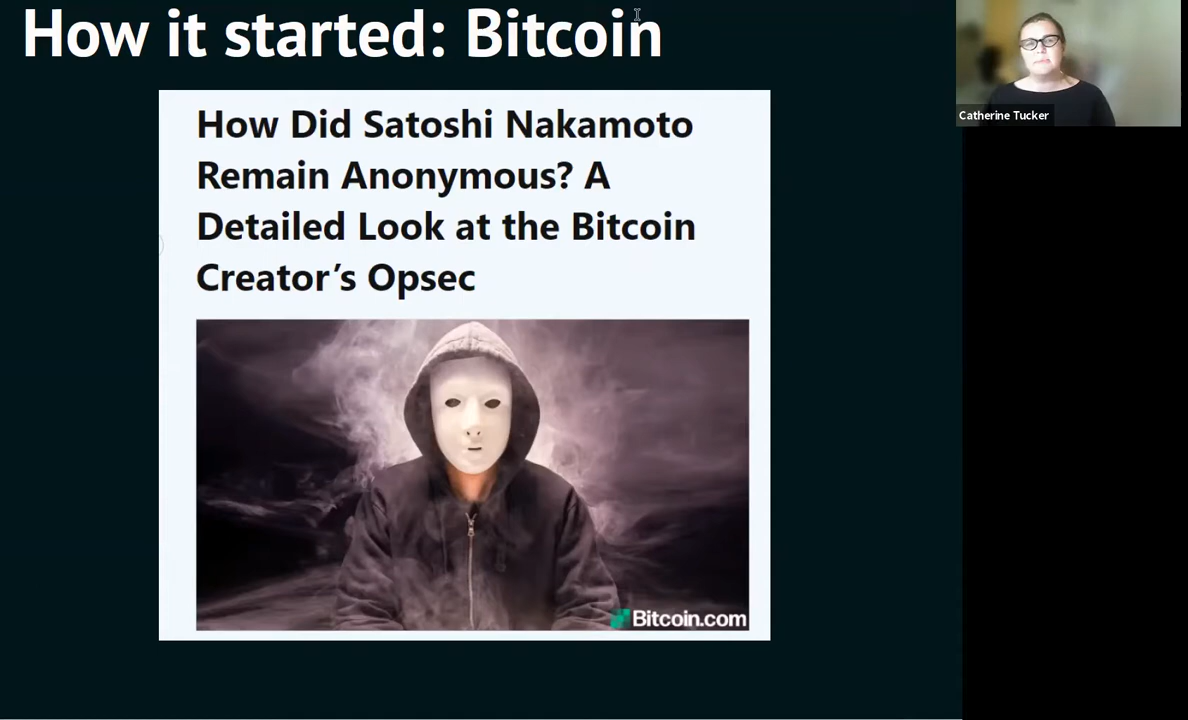 How it started: Bitcoin
How Did Satoshi Nakamoto
Remain Anonymous? A
Detailed Look at the Bitcoin
Creator’s Opsec
Bitcoin.com
Catherine Tucker